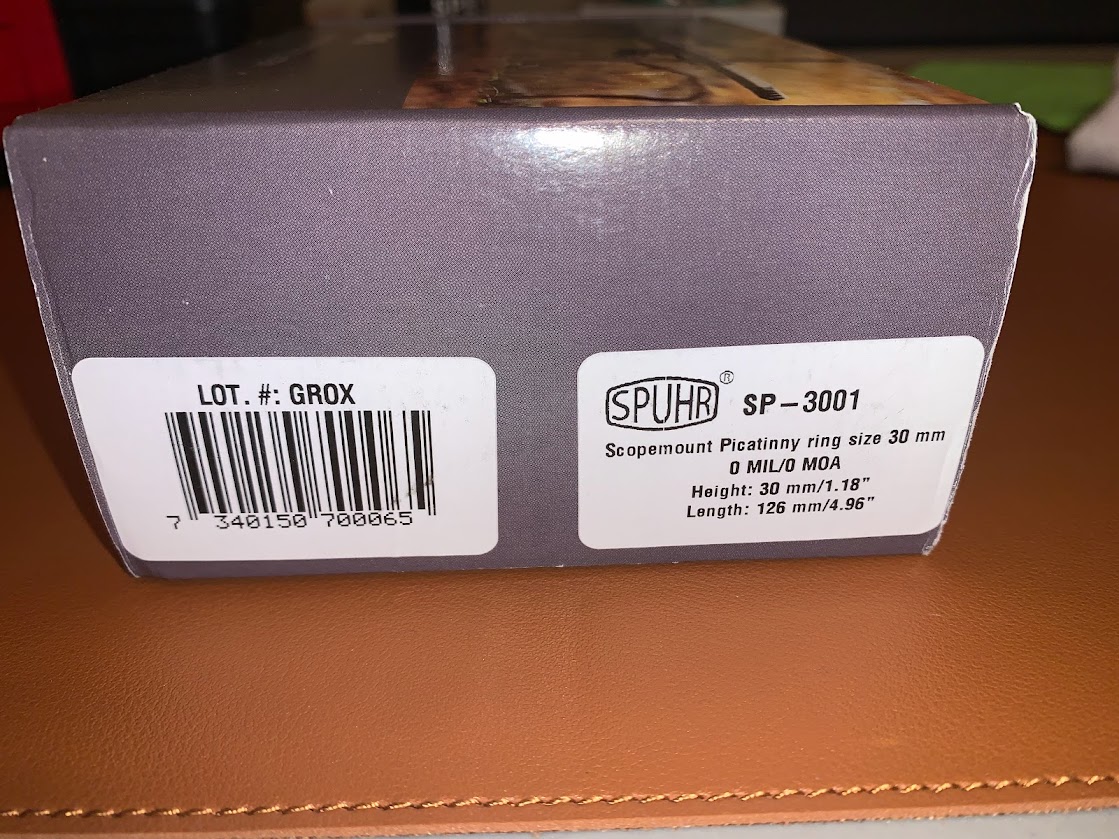 LOT. #: GROX
7 340150 700065
SPUHR® SP-3001
Scopemount Picatinny ring size 30 mm
0 MIL/0 MOA
Height: 30 mm/1.18"
Length: 126 mm/4.96"